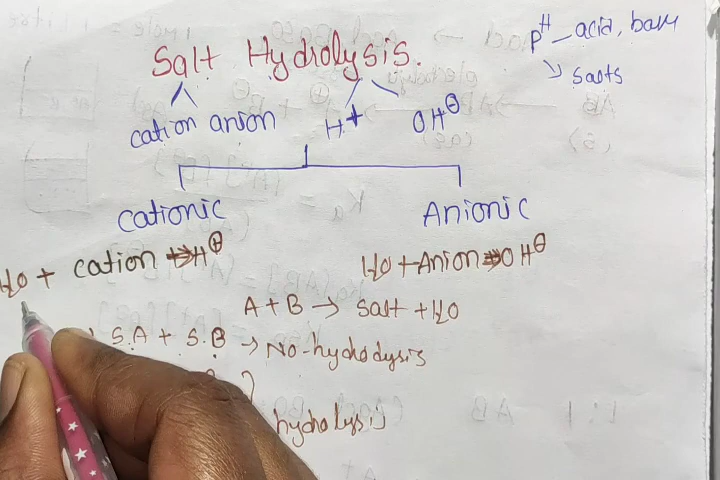 Salt Hydrolysis.
pH - acid, base
↘ salts
cation anion H+ OH⊖
Cationic Anionic
H2O + cation → H⊕
H2O + Anion → OH⊖
A + B → salt + H2O
S.A + S.B → No-hydrolysis
hydrolysis